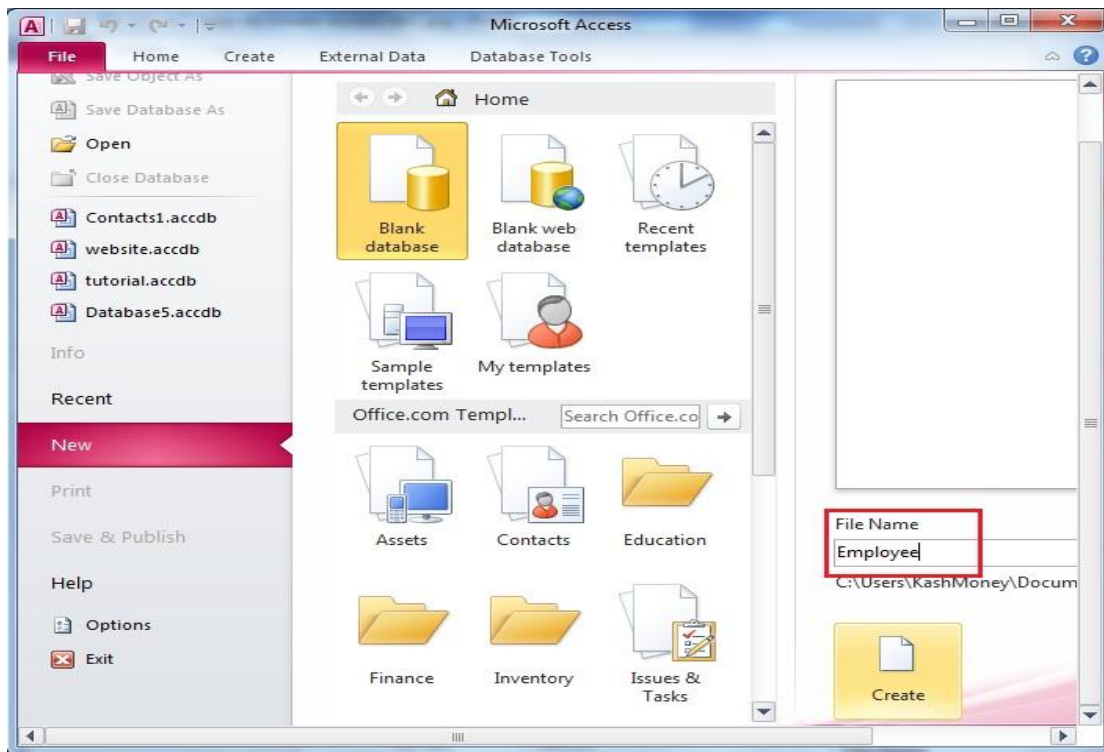 Microsoft Access
File Home Create External Data Database Tools
Save Object As
Save Database As
Open
Close Database
Contacts1.accdb
website.accdb
tutorial.accdb
Database5.accdb
Info
Recent
New
Print
Save & Publish
Help
Options
Exit
Home
Blank
database
Blank web
database
Recent
templates
Sample
templates
My templates
Office.com Templ...
Search Office.co
Assets
Contacts
Education
Finance
Inventory
Issues &
Tasks
File Name
Employee
C:\Users\KashMoney\Docum
Create